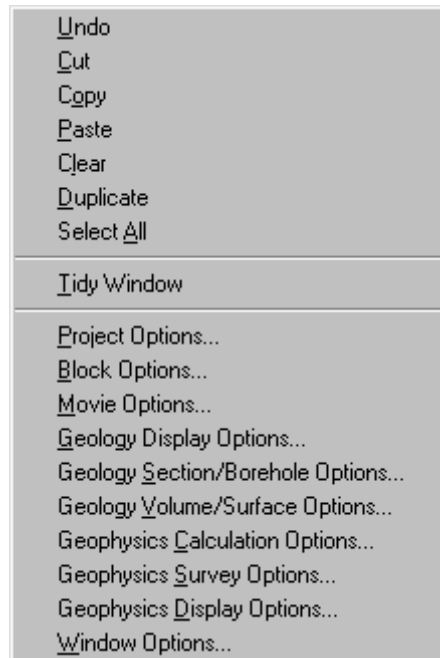 Undo
Cut
Copy
Paste
Clear
Duplicate
Select All
Tidy Window
Project Options...
Block Options...
Movie Options...
Geology Display Options...
Geology Section/Borehole Options...
Geology Volume/Surface Options...
Geophysics Calculation Options...
Geophysics Survey Options...
Geophysics Display Options...
Window Options...